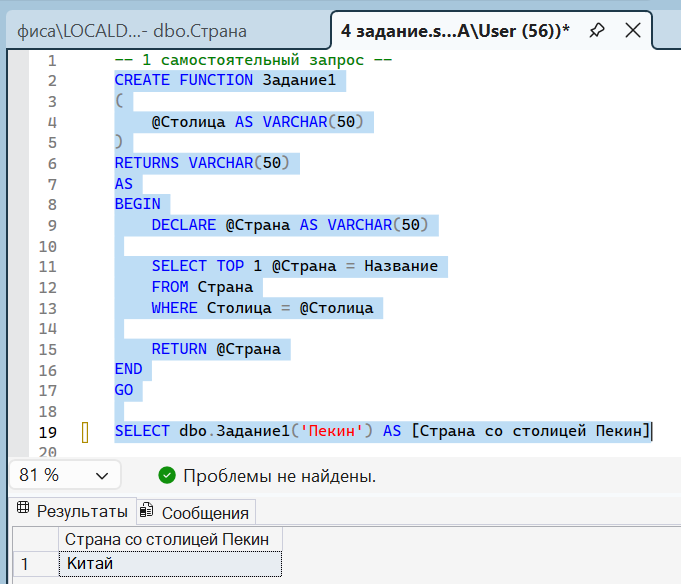 фиса\LOCALD...- dbo.Страна
4 задание.s...A\User (56))*
1 -- 1 самостоятельный запрос --
2 CREATE FUNCTION Задание1
3 (
4 @Столица AS VARCHAR(50)
5 )
6 RETURNS VARCHAR(50)
7 AS
8 BEGIN
9 DECLARE @Страна AS VARCHAR(50)
10
11 SELECT TOP 1 @Страна = Название
12 FROM Страна
13 WHERE Столица = @Столица
14
15 RETURN @Страна
16 END
17 GO
18
19 SELECT dbo.Задание1('Пекин') AS [Страна со столицей Пекин]
20
81 %
Проблемы не найдены.
Результаты
Сообщения
Страна со столицей Пекин
1 Китай